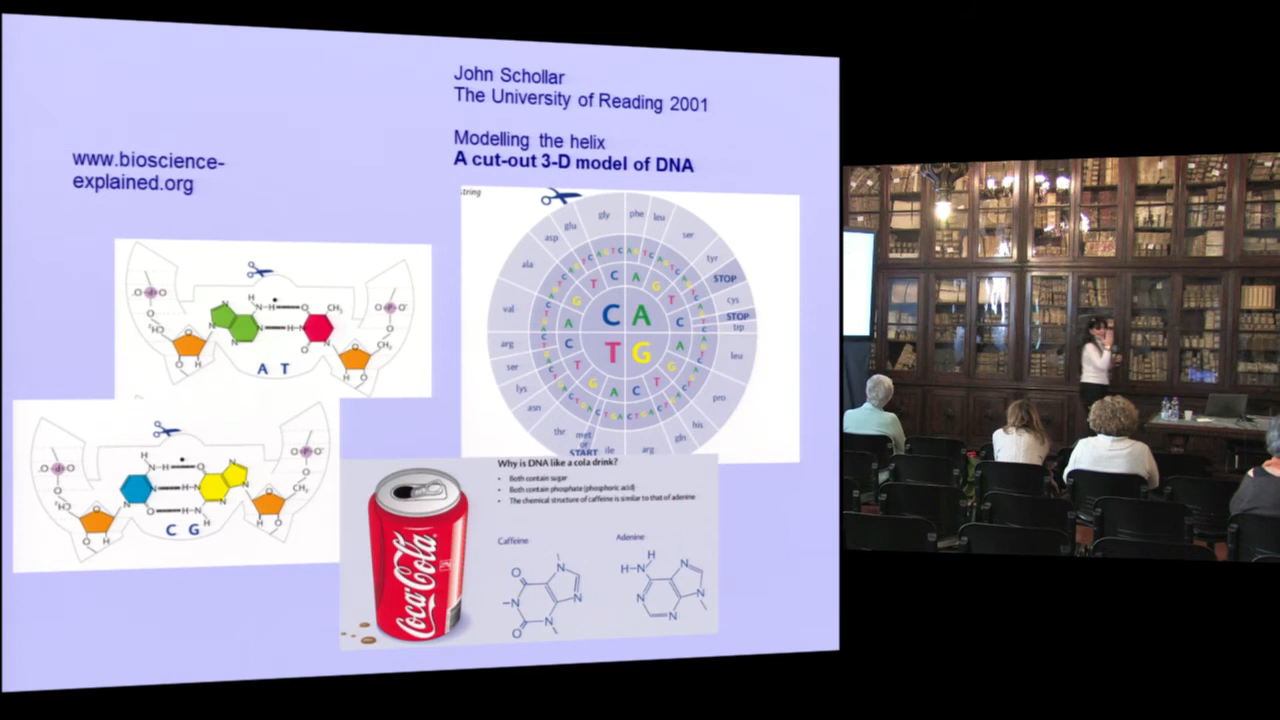 John Schollar
The University of Reading 2001
Modelling the helix
A cut-out 3-D model of DNA
www.bioscience-
explained.org
string
gly
phe
leu
ser
tyr
STOP
cys
STOP
trp
leu
pro
his
gln
arg
ile
met
or
START
thr
asn
lys
ser
arg
val
ala
asp
glu
C A
T G
A T
C G
Why is DNA like a cola drink?
• Both contain sugar
• Both contain phosphate (phosphoric acid)
• The chemical structure of caffeine is similar to that of adenine
Caffeine
Adenine
Coca-Cola